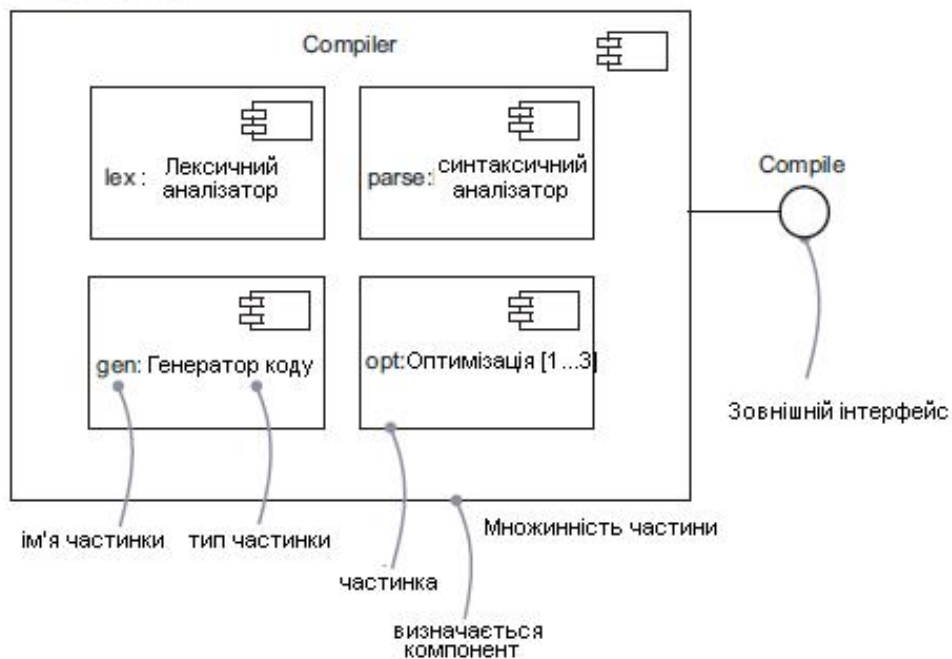 Compiler
lex : Лексичний
аналізатор
parse: синтаксичний
аналізатор
Compile
gen: Генератор коду
opt:Оптимізація [1...3]
Зовнішній інтерфейс
ім'я частинки
тип частинки
Множинність частини
частинка
визначається
компонент